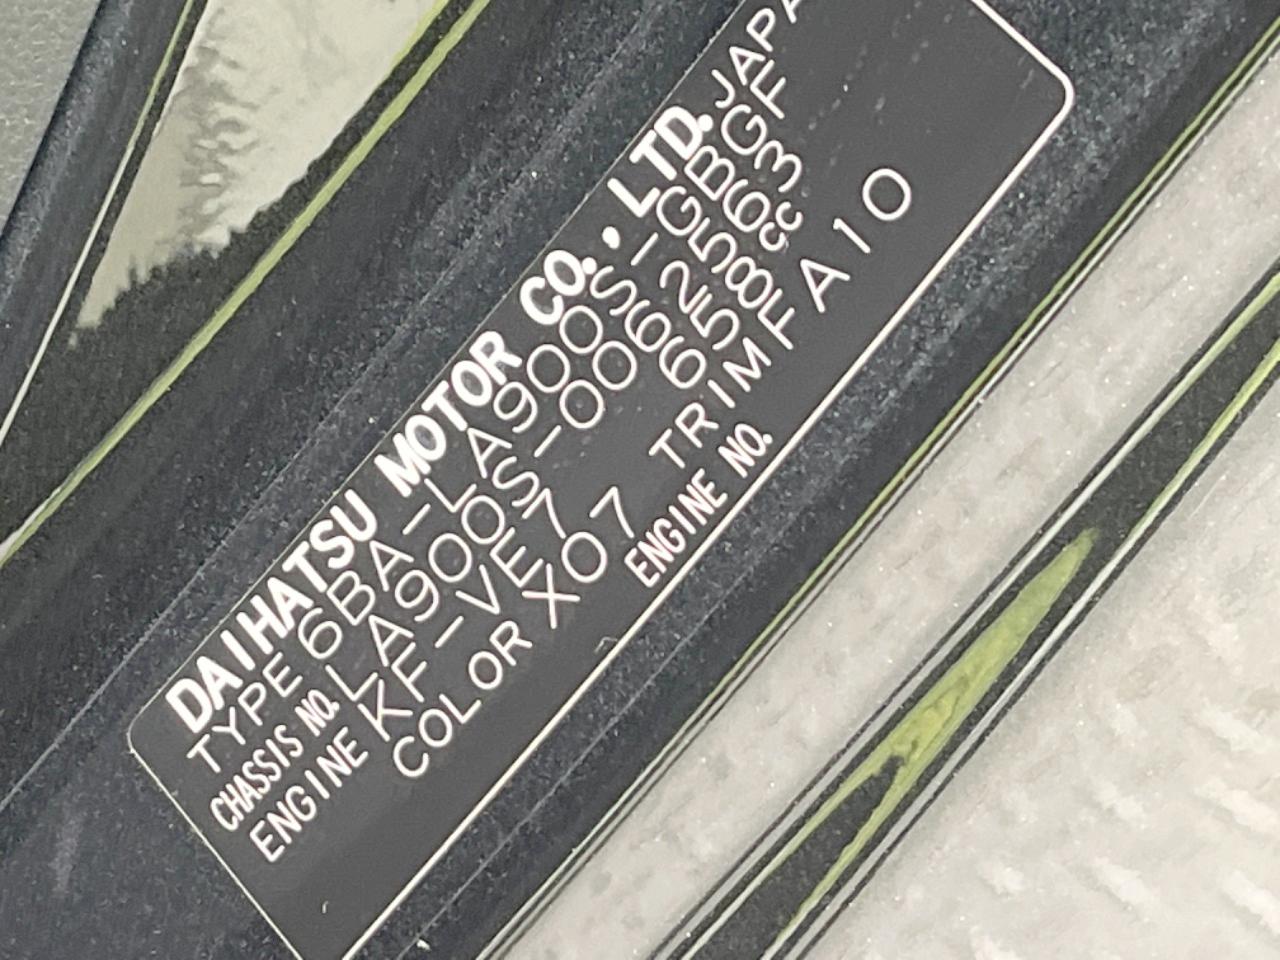 DAIHATSU MOTOR CO., LTD. JAPA
TYPE 6BA-LA900S-GBGF
CHASSIS NO. LA900S-0062563
ENGINE KF-VE7 658cc
COLOR X07 TRIM FA10
ENGINE NO.